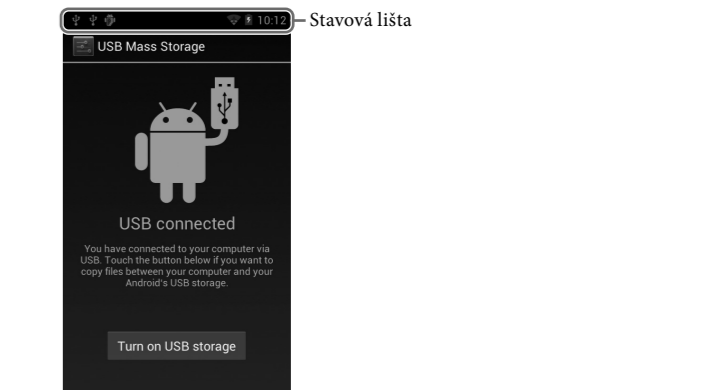 10:12
Stavová lišta
USB Mass Storage
USB connected
You have connected to your computer via
USB. Touch the button below if you want to
copy files between your computer and your
Android's USB storage.
Turn on USB storage